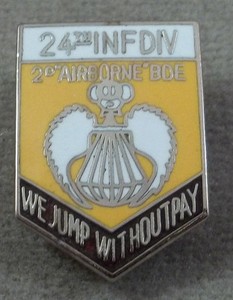 24TH INF DIV
2D "AIRBORNE" BDE
WE JUMP WITHOUT PAY